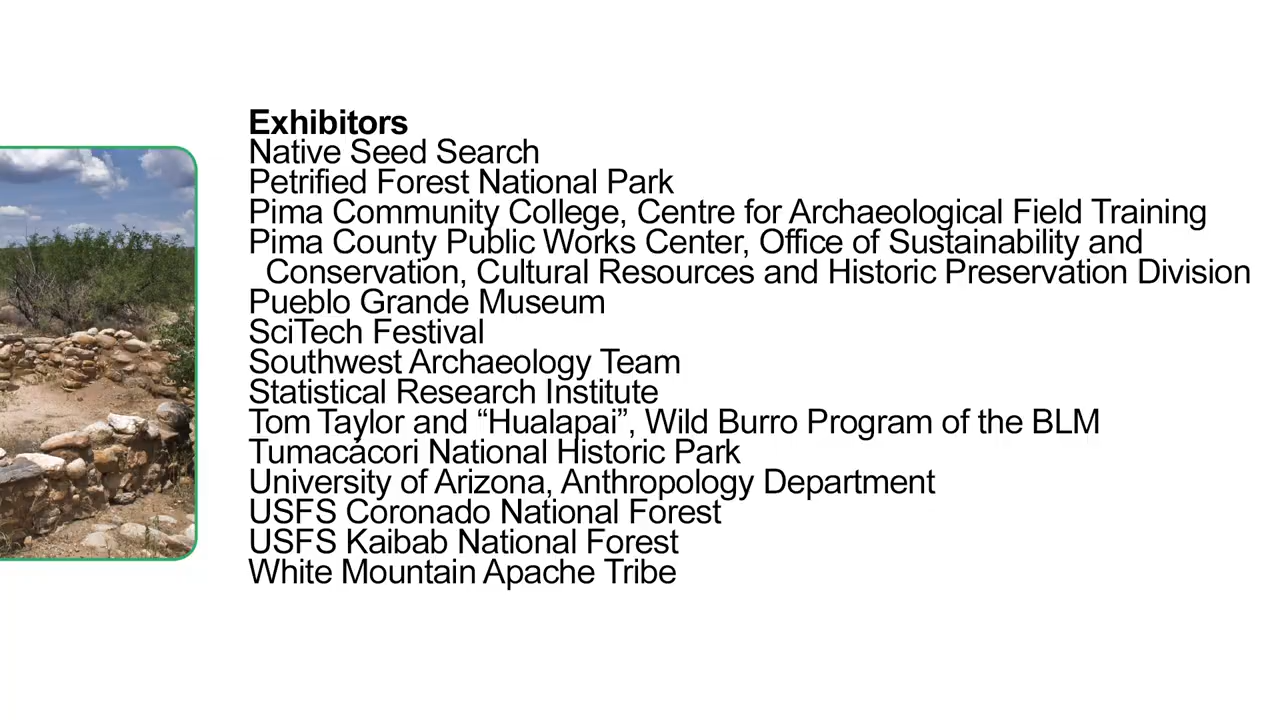 Exhibitors
Native Seed Search
Petrified Forest National Park
Pima Community College, Centre for Archaeological Field Training
Pima County Public Works Center, Office of Sustainability and
Conservation, Cultural Resources and Historic Preservation Division
Pueblo Grande Museum
SciTech Festival
Southwest Archaeology Team
Statistical Research Institute
Tom Taylor and “Hualapai”, Wild Burro Program of the BLM
Tumacácori National Historic Park
University of Arizona, Anthropology Department
USFS Coronado National Forest
USFS Kaibab National Forest
White Mountain Apache Tribe